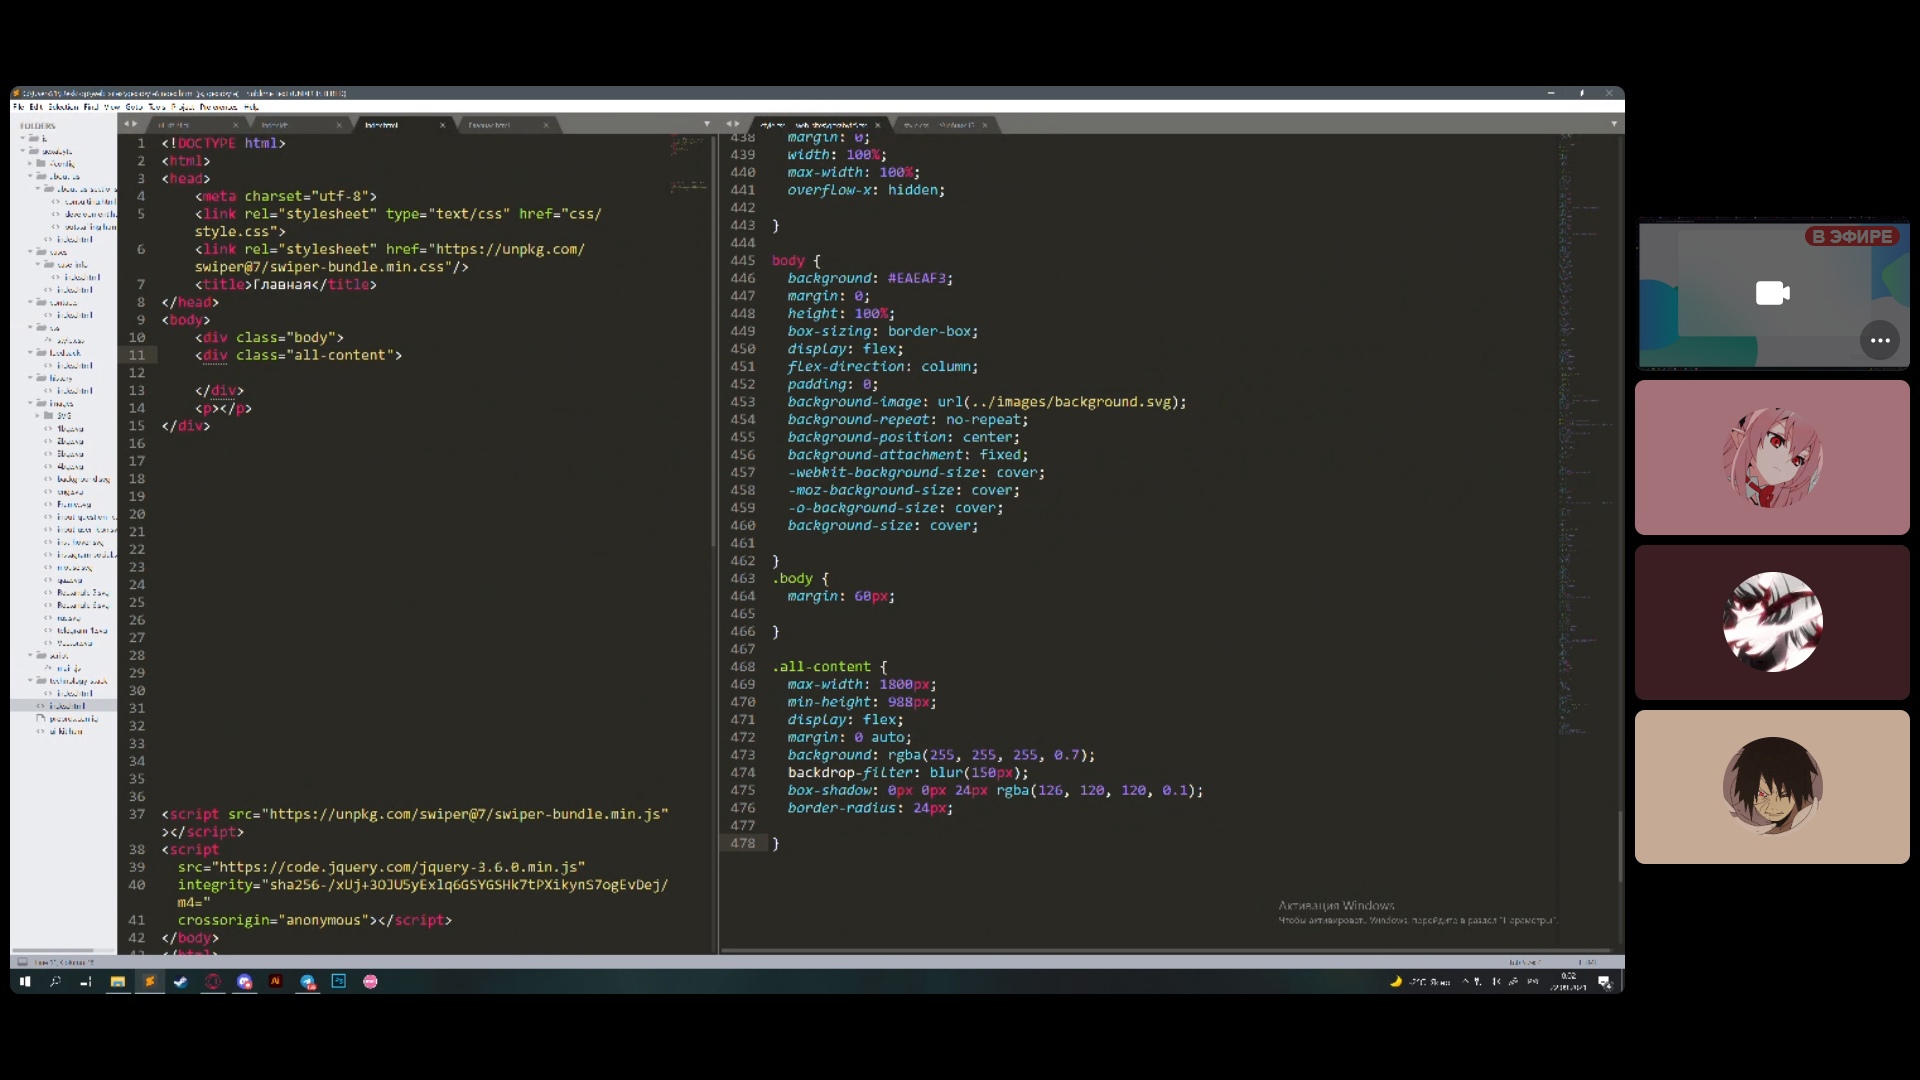 File Edit Selection Find View Goto Tools Project Preferences Help
FOLDERS
index.html
1 <!DOCTYPE html>
2 <html>
3 <head>
4 <meta charset="utf-8">
5 <link rel="stylesheet" type="text/css" href="css/
style.css">
6 <link rel="stylesheet" href="https://unpkg.com/
swiper@7/swiper-bundle.min.css"/>
7 <title>Главная</title>
8 </head>
9 <body>
10 <div class="body">
11 <div class="all-content">
12
13 </div>
14 <p></p>
15 </div>
16
17
18
19
20
21
22
23
24
25
26
27
28
29
30
31
32
33
34
35
36
37 <script src="https://unpkg.com/swiper@7/swiper-bundle.min.js"
></script>
38 <script
39 src="https://code.jquery.com/jquery-3.6.0.min.js"
40 integrity="sha256-/xUj+3OJU5yExlq6GSYGSHk7tPXikynS7ogEvDej/
m4="
41 crossorigin="anonymous"></script>
42 </body>
438 margin: 0;
439 width: 100%;
440 max-width: 100%;
441 overflow-x: hidden;
442
443 }
444
445 body {
446 background: #EAEAF3;
447 margin: 0;
448 height: 100%;
449 box-sizing: border-box;
450 display: flex;
451 flex-direction: column;
452 padding: 0;
453 background-image: url(../images/background.svg);
454 background-repeat: no-repeat;
455 background-position: center;
456 background-attachment: fixed;
457 -webkit-background-size: cover;
458 -moz-background-size: cover;
459 -o-background-size: cover;
460 background-size: cover;
461
462 }
463 .body {
464 margin: 60px;
465
466 }
467
468 .all-content {
469 max-width: 1800px;
470 min-height: 988px;
471 display: flex;
472 margin: 0 auto;
473 background: rgba(255, 255, 255, 0.7);
474 backdrop-filter: blur(150px);
475 box-shadow: 0px 0px 24px rgba(126, 120, 120, 0.1);
476 border-radius: 24px;
477
478 }
Активация Windows
Чтобы активировать Windows, перейдите в раздел "Параметры".
В ЭФИРЕ
0:02
22.09.2021